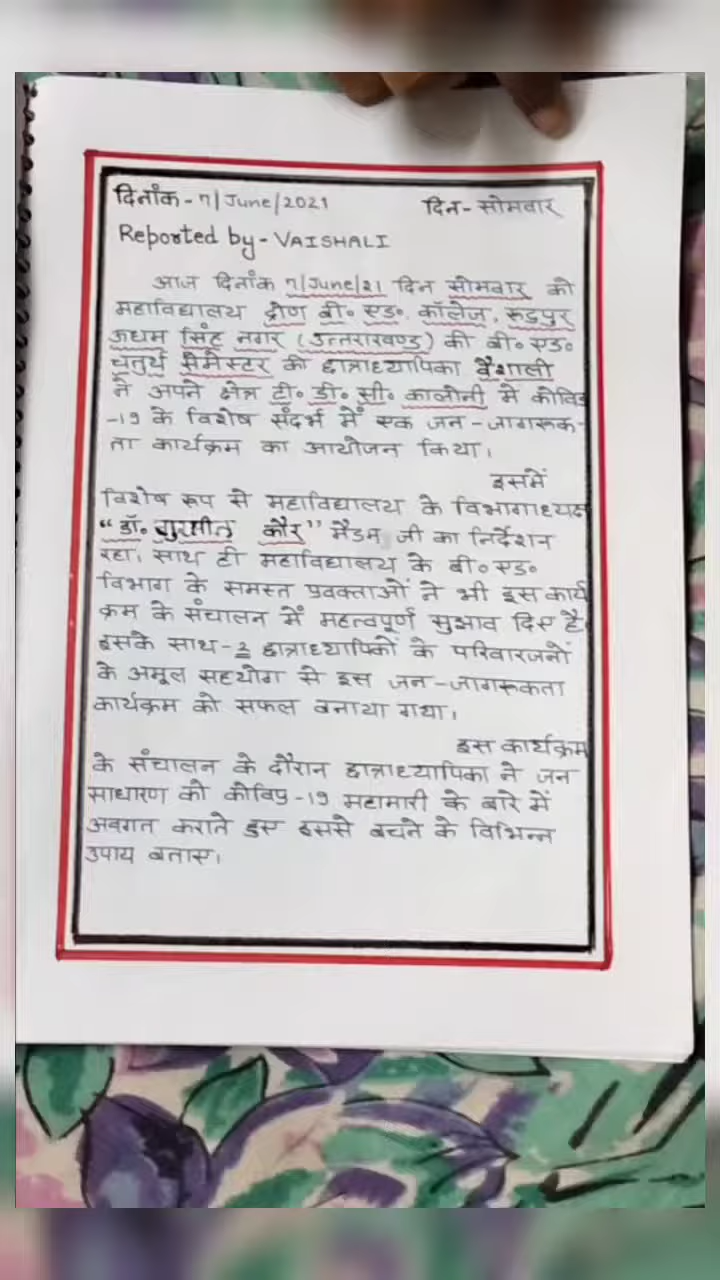 दिनाँक - 7/June/2021 दिन - सोमवार
Reported by - VAISHALI
आज दिनाँक 7/June/21 दिन सोमवार को
महाविद्यालय द्रोण बी० एड०. कॉलेज, रूद्रपुर
ऊधम सिंह नगर (उत्तराखण्ड) की बी० एड०
चतुर्थ सेमेस्टर की छात्राध्यापिका वैशाली
ने अपने क्षेत्र टी० डी० सी० कालोनी में कोविड
-19 के विशेष संदर्भ में एक जन-जागरूक-
ता कार्यक्रम का आयोजन किया।
इसमें
विशेष रूप से महाविद्यालय के विभागाध्यक्ष
“डॉ. गुरमीत कौर” मैडम जी का निर्देशन
रहा। साथ टी महाविद्यालय के बी० एड०
विभाग के समस्त प्रवक्ताओं ने भी इस कार्य
क्रम के संचालन में महत्वपूर्ण सुझाव दिए है
इसके साथ-2 छात्राध्यापिकों के परिवारजनों
के अमूल सहयोग से इस जन-जागरूकता
कार्यक्रम को सफल बनाया गया।
इस कार्यक्रम
के संचालन के दौरान छात्राध्यापिका ने जन
साधारण को कोविड-19 महामारी के बारे में
अवगत कराते हुए इससे बचने के विभिन्न
उपाय बताए।